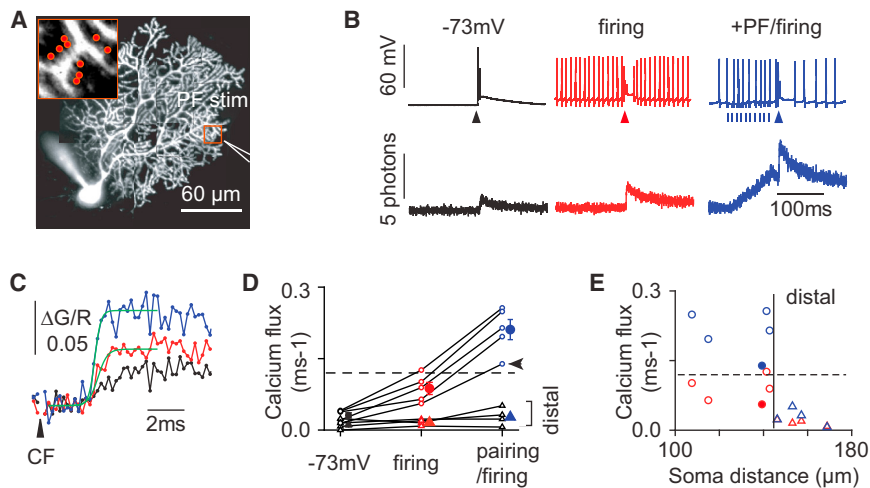 A
PF stim
60 µm
B
-73mV
firing
+PF/firing
60 mV
5 photons
100ms
C
ΔG/R
0.05
2ms
CF
D
Calcium flux
(ms-1)
0.3
0.0
distal
-73mV
firing
pairing
/firing
E
Calcium flux
(ms-1)
0.3
0.0
distal
100
180
Soma distance (µm)